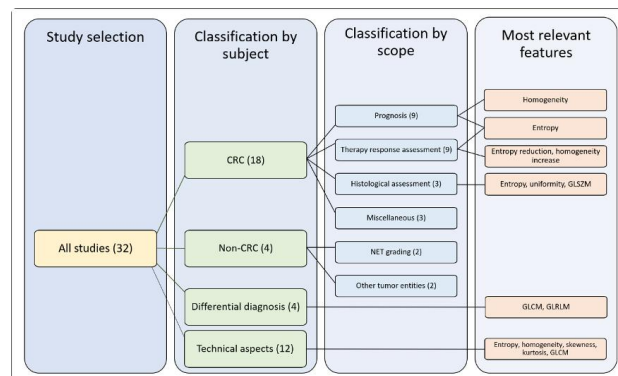 Study selection
Classification by
subject
Classification by
scope
Most relevant
features
All studies (32)
CRC (18)
Non-CRC (4)
Differential diagnosis (4)
Technical aspects (12)
Prognosis (9)
Therapy response assessment (9)
Histological assessment (3)
Miscellaneous (3)
NET grading (2)
Other tumor entities (2)
Homogeneity
Entropy
Entropy reduction, homogeneity
increase
Entropy, uniformity, GLSZM
GLCM, GLRLM
Entropy, homogeneity, skewness,
kurtosis, GLCM